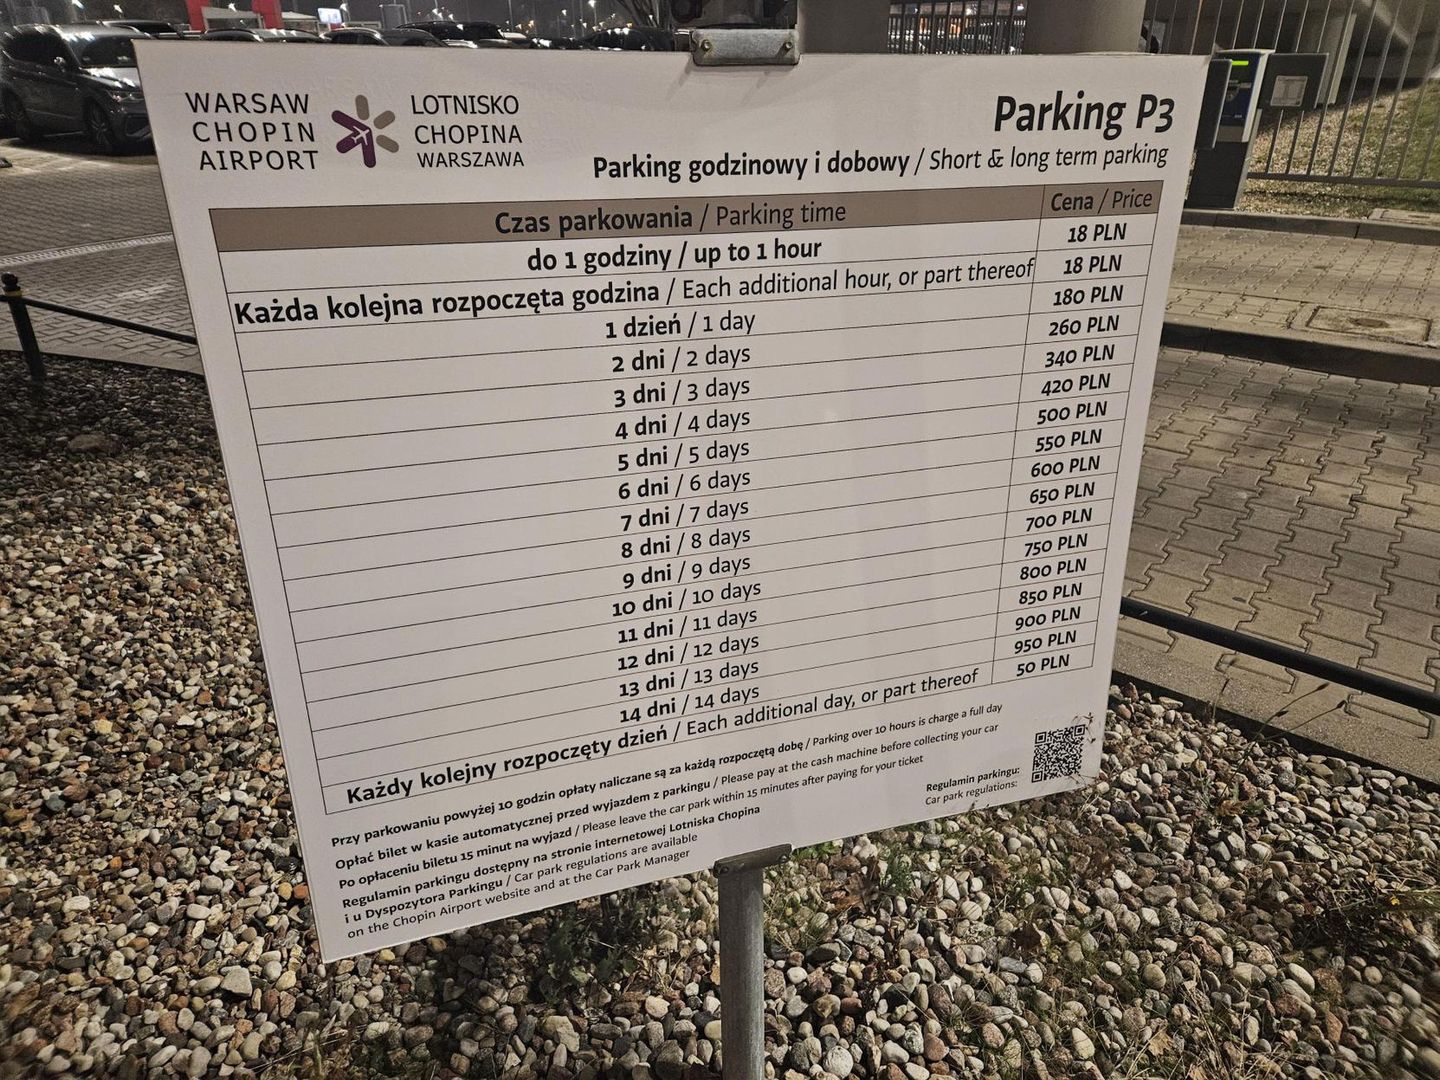 WARSAW
CHOPIN
AIRPORT
LOTNISKO
CHOPINA
WARSZAWA
Parking P3
Parking godzinowy i dobowy / Short & long term parking
Czas parkowania / Parking time Cena / Price
do 1 godziny / up to 1 hour 18 PLN
Każda kolejna rozpoczęta godzina / Each additional hour, or part thereof 18 PLN
1 dzień / 1 day 180 PLN
2 dni / 2 days 260 PLN
3 dni / 3 days 340 PLN
4 dni / 4 days 420 PLN
5 dni / 5 days 500 PLN
6 dni / 6 days 550 PLN
7 dni / 7 days 600 PLN
8 dni / 8 days 650 PLN
9 dni / 9 days 700 PLN
10 dni / 10 days 750 PLN
11 dni / 11 days 800 PLN
12 dni / 12 days 850 PLN
13 dni / 13 days 900 PLN
14 dni / 14 days 950 PLN
Każdy kolejny rozpoczęty dzień / Each additional day, or part thereof 50 PLN
Przy parkowaniu powyżej 10 godzin opłaty naliczane są za każdą rozpoczętą dobę / Parking over 10 hours is charge a full day
Opłać bilet w kasie automatycznej przed wyjazdem z parkingu / Please pay at the cash machine before collecting your car
Po opłaceniu biletu 15 minut na wyjazd / Please leave the car park within 15 minutes after paying for your ticket
Regulamin parkingu dostępny na stronie internetowej Lotniska Chopina
i u Dyspozytora Parkingu / Car park regulations are available
on the Chopin Airport website and at the Car Park Manager
Regulamin parkingu:
Car park regulations: